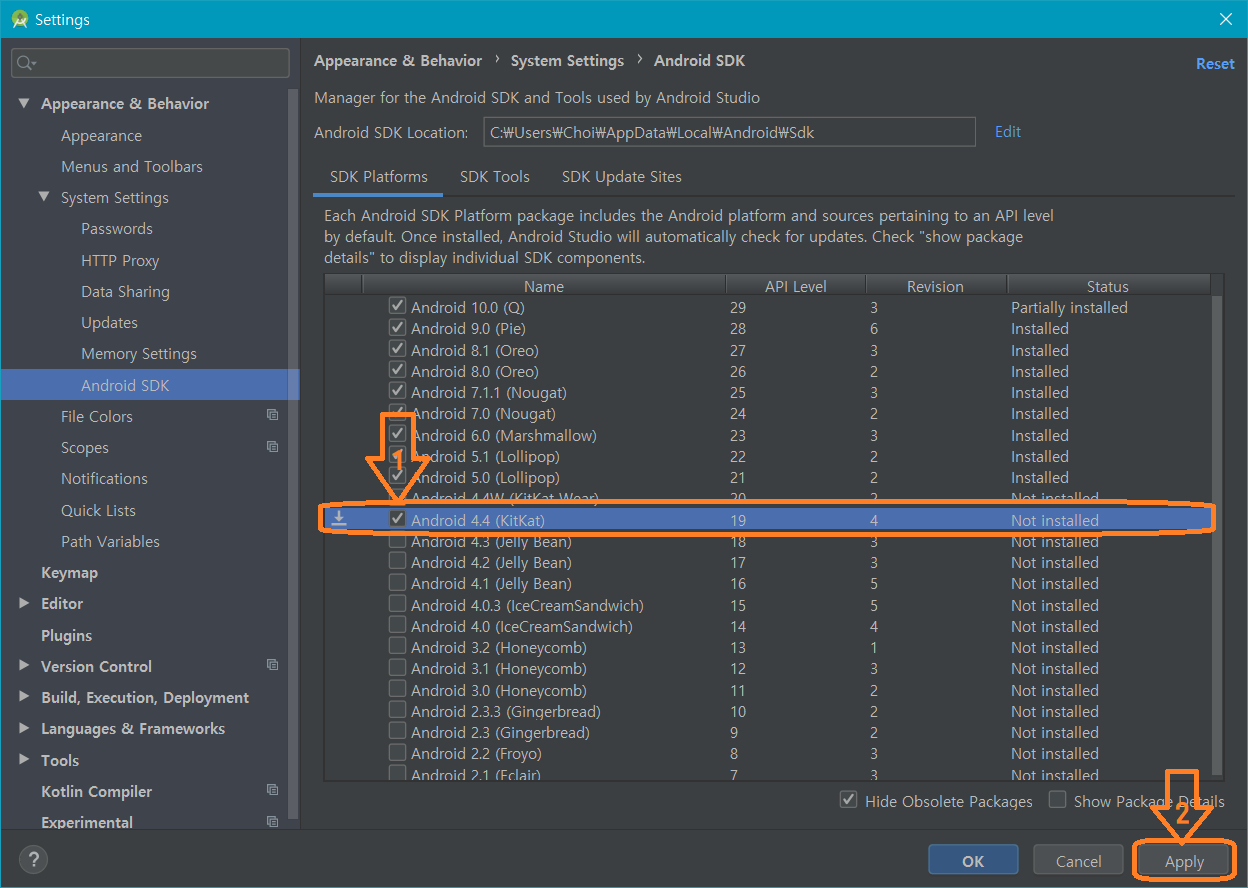 Settings
Appearance & Behavior › System Settings › Android SDK
Reset
Manager for the Android SDK and Tools used by Android Studio
Android SDK Location: C:₩Users₩Choi₩AppData₩Local₩Android₩Sdk Edit
SDK Platforms SDK Tools SDK Update Sites
Each Android SDK Platform package includes the Android platform and sources pertaining to an API level
by default. Once installed, Android Studio will automatically check for updates. Check "show package
details" to display individual SDK components.
Appearance & Behavior
Appearance
Menus and Toolbars
System Settings
Passwords
HTTP Proxy
Data Sharing
Updates
Memory Settings
Android SDK
File Colors
Scopes
Notifications
Quick Lists
Path Variables
Keymap
Editor
Plugins
Version Control
Build, Execution, Deployment
Languages & Frameworks
Tools
Kotlin Compiler
Experimental
Name API Level Revision Status
Android 10.0 (Q) 29 3 Partially installed
Android 9.0 (Pie) 28 6 Installed
Android 8.1 (Oreo) 27 3 Installed
Android 8.0 (Oreo) 26 2 Installed
Android 7.1.1 (Nougat) 25 3 Installed
Android 7.0 (Nougat) 24 2 Installed
Android 6.0 (Marshmallow) 23 3 Installed
Android 5.1 (Lollipop) 22 2 Installed
Android 5.0 (Lollipop) 21 2 Installed
Android 4.4W (KitKat Wear) 20 2 Not installed
Android 4.4 (KitKat) 19 4 Not installed
Android 4.3 (Jelly Bean) 18 3 Not installed
Android 4.2 (Jelly Bean) 17 3 Not installed
Android 4.1 (Jelly Bean) 16 5 Not installed
Android 4.0.3 (IceCreamSandwich) 15 5 Not installed
Android 4.0 (IceCreamSandwich) 14 4 Not installed
Android 3.2 (Honeycomb) 13 1 Not installed
Android 3.1 (Honeycomb) 12 3 Not installed
Android 3.0 (Honeycomb) 11 2 Not installed
Android 2.3.3 (Gingerbread) 10 2 Not installed
Android 2.3 (Gingerbread) 9 2 Not installed
Android 2.2 (Froyo) 8 3 Not installed
Android 2.1 (Eclair) 7 3 Not installed
1
Hide Obsolete Packages Show Package Details
2
? OK Cancel Apply